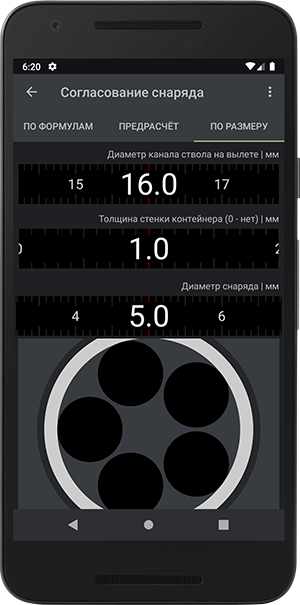 6:20
Согласование снаряда
ПО ФОРМУЛАМ ПРЕДРАСЧЁТ ПО РАЗМЕРУ
Диаметр канала ствола на вылете | мм
15 16.0 17
Толщина стенки контейнера (0 - нет) | мм
0 1.0 2
Диаметр снаряда | мм
4 5.0 6